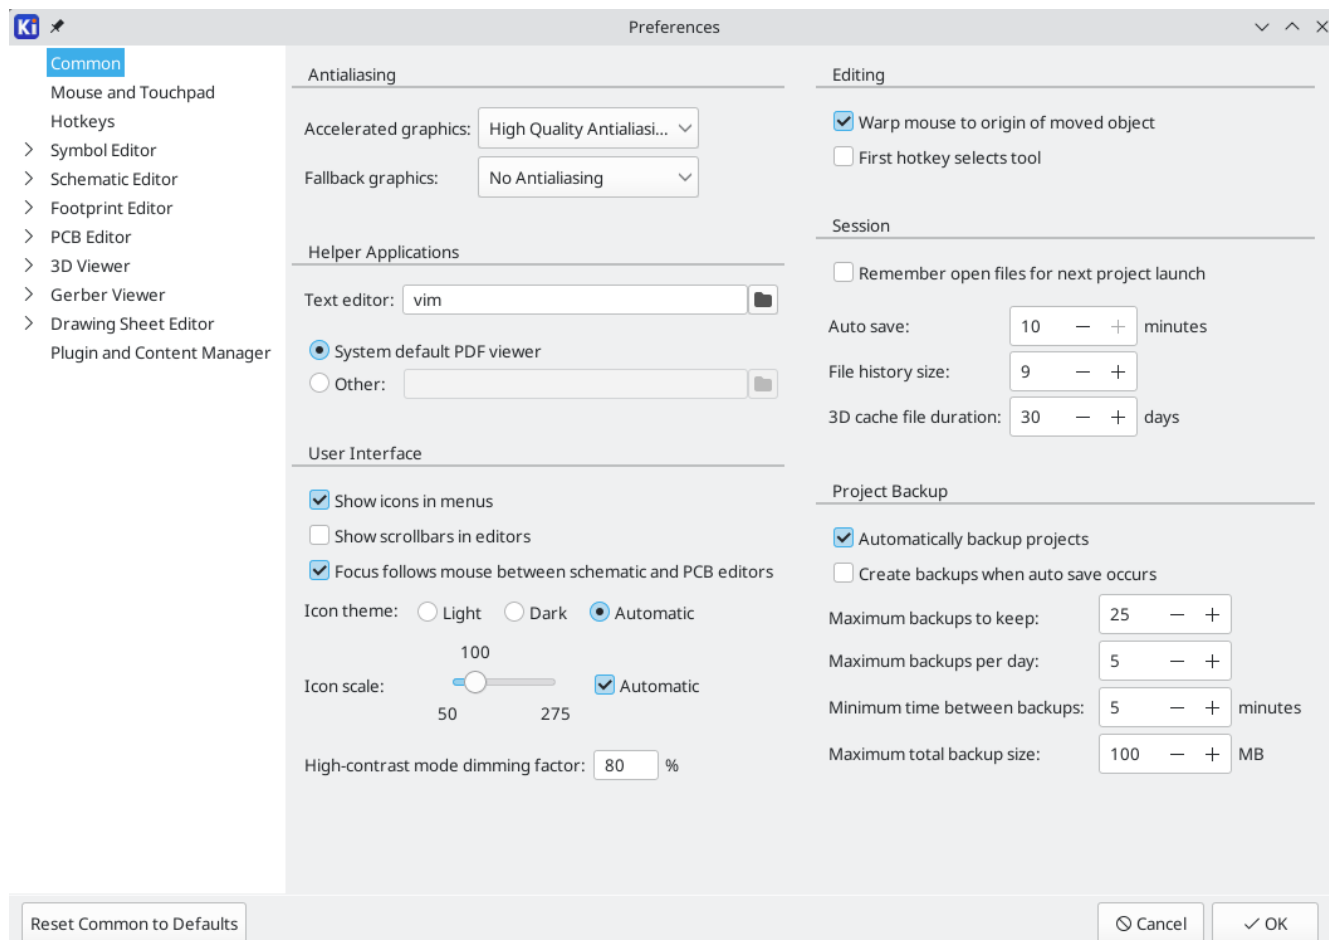 Ki
Preferences
Common
Mouse and Touchpad
Hotkeys
Symbol Editor
Schematic Editor
Footprint Editor
PCB Editor
3D Viewer
Gerber Viewer
Drawing Sheet Editor
Plugin and Content Manager
Antialiasing
Accelerated graphics: High Quality Antialiasi...
Fallback graphics: No Antialiasing
Helper Applications
Text editor: vim
System default PDF viewer
Other:
User Interface
Show icons in menus
Show scrollbars in editors
Focus follows mouse between schematic and PCB editors
Icon theme: Light Dark Automatic
100
Icon scale: Automatic
50 275
High-contrast mode dimming factor: 80 %
Editing
Warp mouse to origin of moved object
First hotkey selects tool
Session
Remember open files for next project launch
Auto save: 10 minutes
File history size: 9
3D cache file duration: 30 days
Project Backup
Automatically backup projects
Create backups when auto save occurs
Maximum backups to keep: 25
Maximum backups per day: 5
Minimum time between backups: 5 minutes
Maximum total backup size: 100 MB
Reset Common to Defaults
Cancel
OK